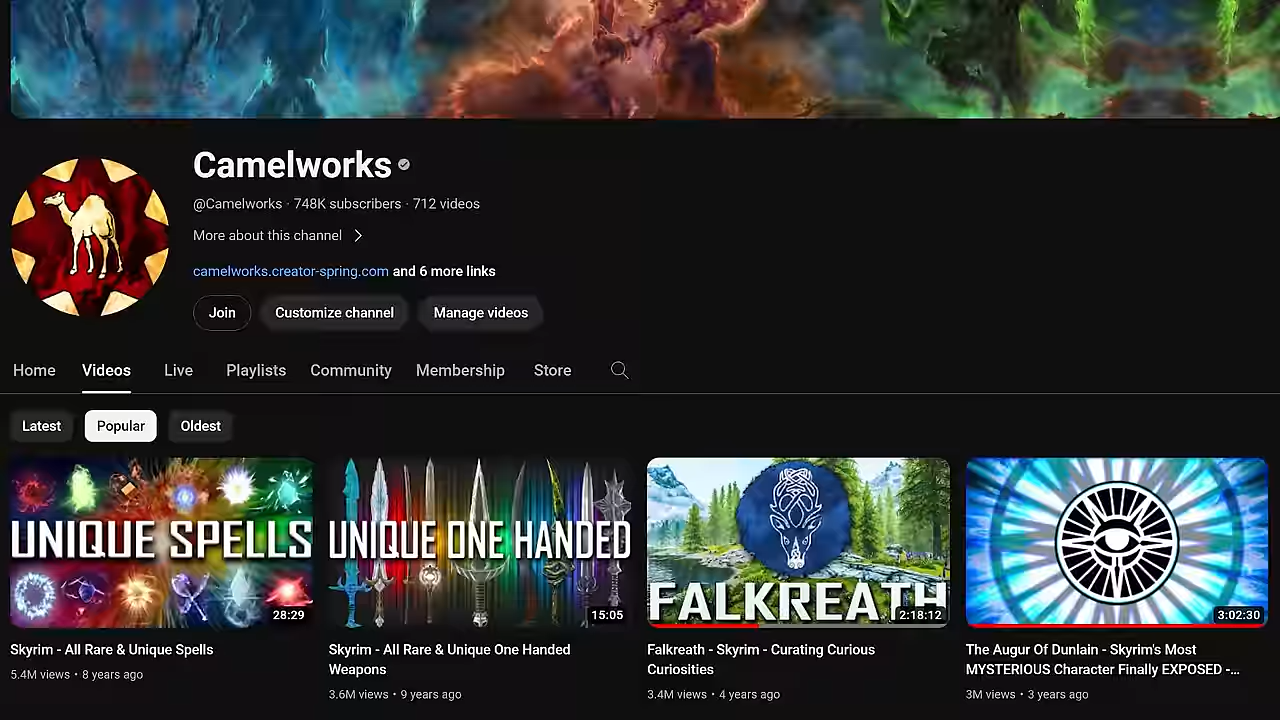 Camelworks
@Camelworks · 748K subscribers · 712 videos
More about this channel
camelworks.creator-spring.com and 6 more links
Join
Customize channel
Manage videos
Home
Videos
Live
Playlists
Community
Membership
Store
Latest
Popular
Oldest
UNIQUE SPELLS
28:29
UNIQUE ONE HANDED
15:05
FALKREATH
2:18:12
3:02:30
Skyrim - All Rare & Unique Spells
5.4M views • 8 years ago
Skyrim - All Rare & Unique One Handed
Weapons
3.6M views • 9 years ago
Falkreath - Skyrim - Curating Curious
Curiosities
3.4M views • 4 years ago
The Augur Of Dunlain - Skyrim's Most
MYSTERIOUS Character Finally EXPOSED -...
3M views • 3 years ago